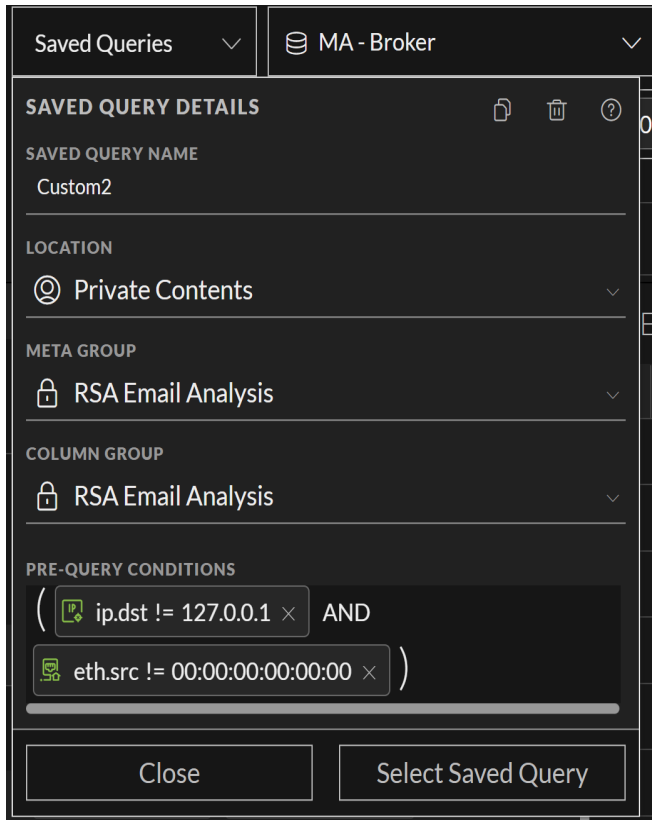 Saved Queries
MA - Broker
SAVED QUERY DETAILS
SAVED QUERY NAME
Custom2
LOCATION
Private Contents
META GROUP
RSA Email Analysis
COLUMN GROUP
RSA Email Analysis
PRE-QUERY CONDITIONS
( ip.dst != 127.0.0.1 × AND
eth.src != 00:00:00:00:00:00 × )
Close
Select Saved Query